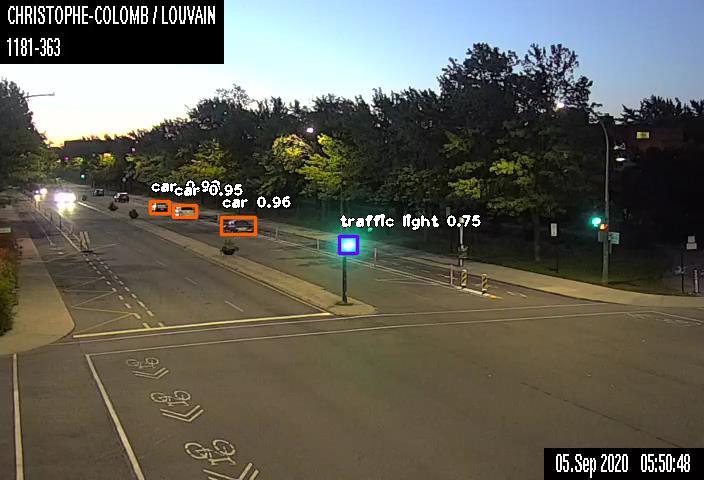 CHRISTOPHE-COLOMB / LOUVAIN
1181-363
car 0.95
car 0.96
traffic light 0.75
05.Sep 2020 05:50:48